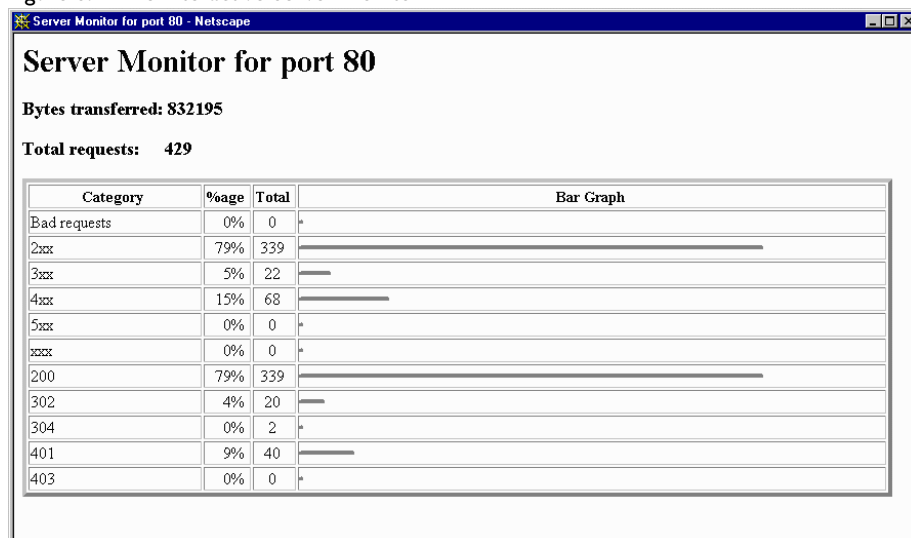 Server Monitor for port 80 - Netscape
Server Monitor for port 80
Bytes transferred: 832195
Total requests: 429
Category %age Total Bar Graph
Bad requests 0% 0
2xx 79% 339
3xx 5% 22
4xx 15% 68
5xx 0% 0
xxx 0% 0
200 79% 339
302 4% 20
304 0% 2
401 9% 40
403 0% 0